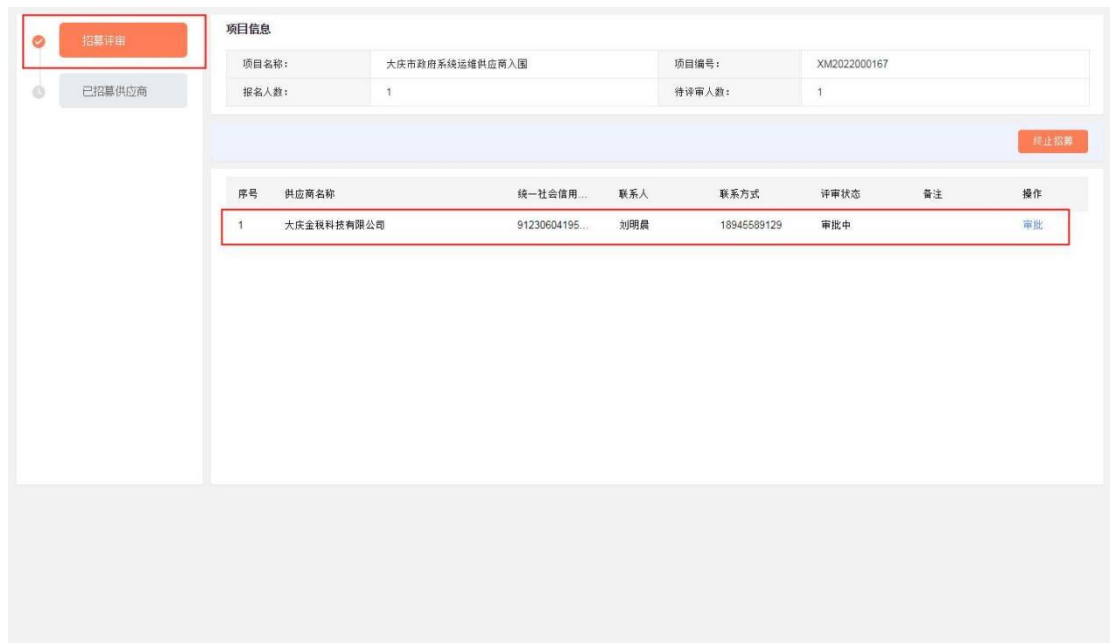 招募评审
已招募供应商
项目信息
项目名称: 大庆市政府系统运维供应商入围 项目编号: XM2022000167
报名人数: 1 待评审人数: 1
终止招募
序号 供应商名称 统一社会信用... 联系人 联系方式 评审状态 备注 操作
1 大庆金税科技有限公司 91230604195... 刘明晨 18945589129 审批中 审批